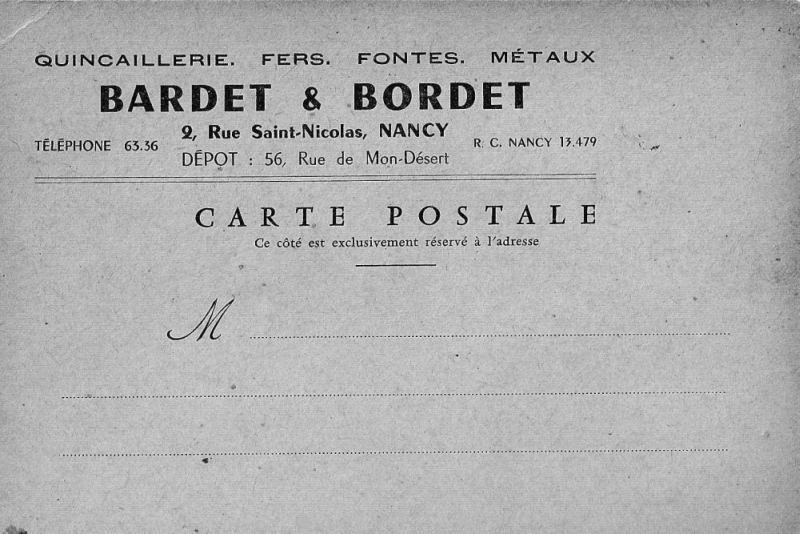 QUINCAILLERIE. FERS. FONTES. MÉTAUX
BARDET & BORDET
2, Rue Saint-Nicolas, NANCY
TÉLÉPHONE 63.36
R. C. NANCY 13.479
DÉPOT : 56, Rue de Mon-Désert
CARTE POSTALE
Ce côté est exclusivement réservé à l'adresse
M